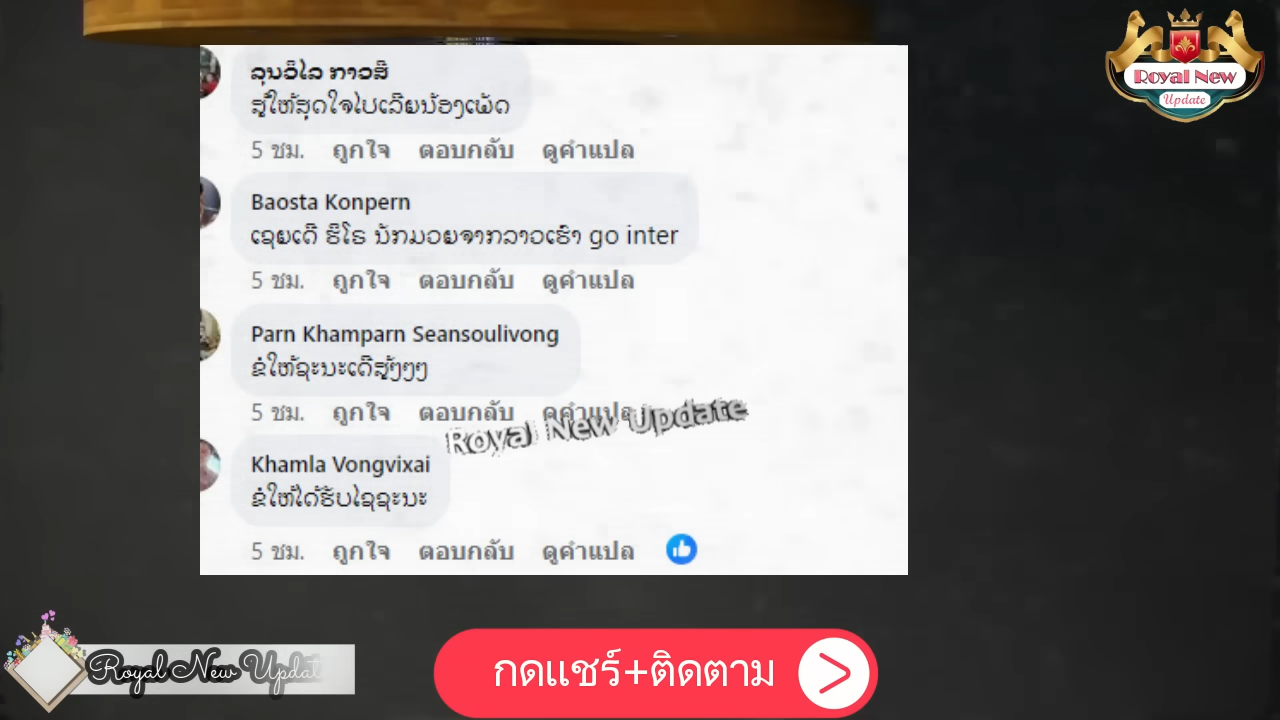 Royal New
Update
ລຸນວິໄລ ກາວສີ
ສູ້ໃຫ້ສຸດໃຈໄປເລີຍນ້ອງເພັດ
5 ชม. ถูกใจ ตอบกลับ ดูคำแปล
Baosta Konpern
ເຊຍເດີ ຮີໂຣ ນັກມວຍຈາກລາວເຮົາ go inter
5 ชม. ถูกใจ ตอบกลับ ดูคำแปล
Parn Khamparn Seansoulivong
ຂໍໃຫ້ຊະນະເດີສູ້ໆໆໆ
5 ชม. ถูกใจ ตอบกลับ ดูคำแปล
Royal New Update
Khamla Vongvixai
ຂໍໃຫ້ໄດ້ຮັບໄຊຊະນະ
5 ชม. ถูกใจ ตอบกลับ ดูคำแปล
Royal New Updat
กดแชร์+ติดตาม